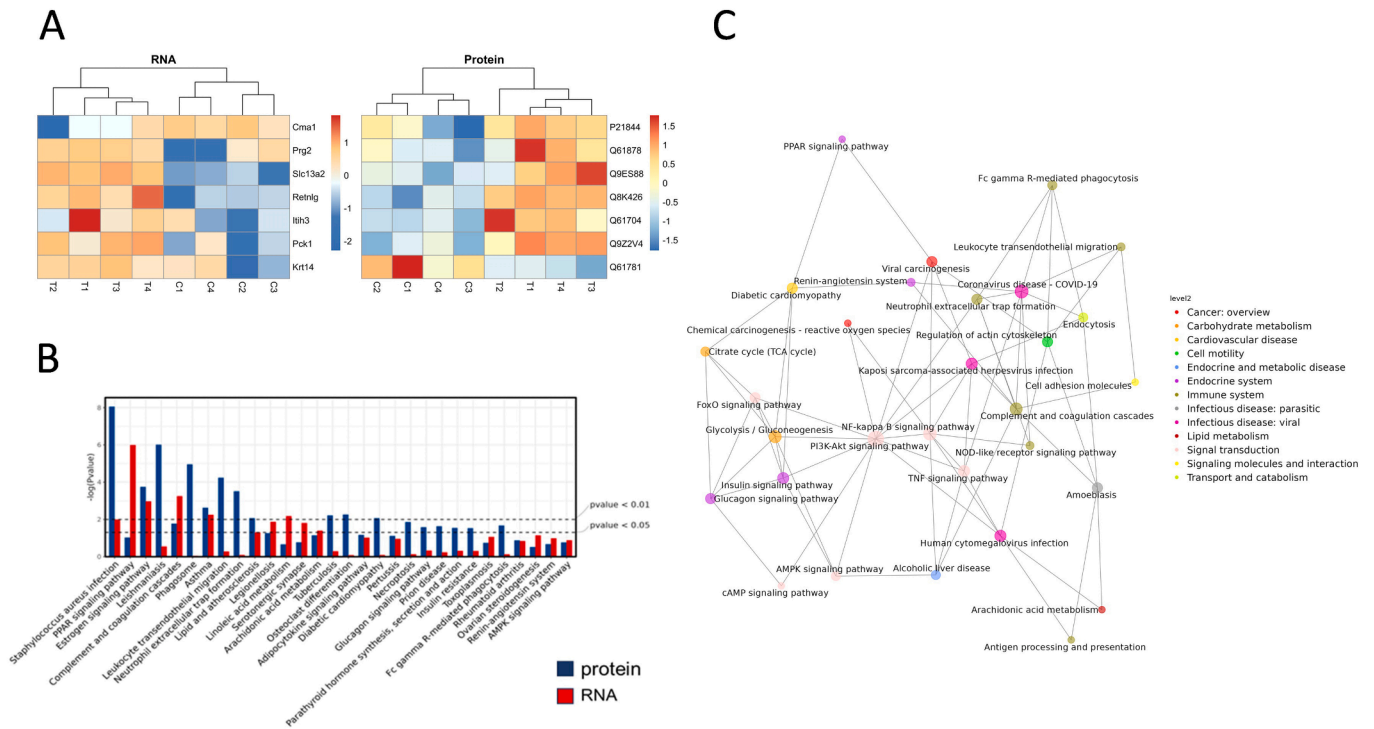 A
RNA
Cma1
Prg2
Slc13a2
Retnlg
Itih3
Pck1
Krt14
T2 T1 T3 T4 C1 C4 C2 C3
1
0
-1
-2
Protein
P21844
Q61878
Q9ES88
Q8K426
Q61704
Q9Z2V4
Q61781
C2 C1 C4 C3 T2 T1 T4 T3
1.5
1
0.5
0
-0.5
-1
-1.5
B
-log(Pvalue)
8
6
4
2
0
pvalue < 0.01
pvalue < 0.05
Staphylococcus aureus infection
PPAR signaling pathway
Estrogen signaling pathway
Leishmaniasis
Complement and coagulation cascades
Phagosome
Asthma
Leukocyte transendothelial migration
Neutrophil extracellular trap formation
Lipid and atherosclerosis
Legionellosis
Linoleic acid metabolism
Serotonergic synapse
Arachidonic acid metabolism
Tuberculosis
Osteoclast differentiation
Adipocytokine signaling pathway
Diabetic cardiomyopathy
Pertussis
Necroptosis
Glucagon signaling pathway
Prion disease
Parathyroid hormone synthesis, secretion and action
Insulin resistance
Toxoplasmosis
Fc gamma R-mediated phagocytosis
Rheumatoid arthritis
Ovarian steroidogenesis
Renin-angiotensin system
AMPK signaling pathway
protein
RNA
C
PPAR signaling pathway
Fc gamma R-mediated phagocytosis
Leukocyte transendothelial migration
Viral carcinogenesis
Renin-angiotensin system
Coronavirus disease - COVID-19
Diabetic cardiomyopathy
Neutrophil extracellular trap formation
Endocytosis
Chemical carcinogenesis - reactive oxygen species
Regulation of actin cytoskeleton
Citrate cycle (TCA cycle)
Kaposi sarcoma-associated herpesvirus infection
Cell adhesion molecules
FoxO signaling pathway
Complement and coagulation cascades
Glycolysis / Gluconeogenesis
NF-kappa B signaling pathway
PI3K-Akt signaling pathway
NOD-like receptor signaling pathway
Insulin signaling pathway
TNF signaling pathway
Glucagon signaling pathway
Amoebiasis
Human cytomegalovirus infection
AMPK signaling pathway
Alcoholic liver disease
cAMP signaling pathway
Arachidonic acid metabolism
Antigen processing and presentation
level2
Cancer: overview
Carbohydrate metabolism
Cardiovascular disease
Cell motility
Endocrine and metabolic disease
Endocrine system
Immune system
Infectious disease: parasitic
Infectious disease: viral
Lipid metabolism
Signal transduction
Signaling molecules and interaction
Transport and catabolism